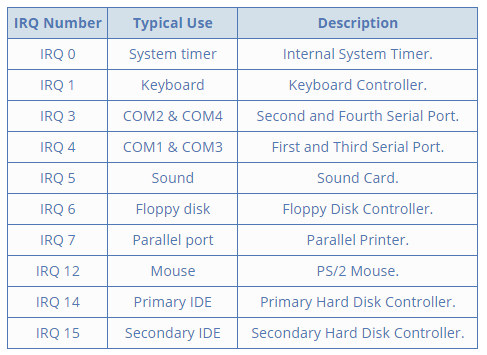 IRQ Number Typical Use Description
IRQ 0 System timer Internal System Timer.
IRQ 1 Keyboard Keyboard Controller.
IRQ 3 COM2 & COM4 Second and Fourth Serial Port.
IRQ 4 COM1 & COM3 First and Third Serial Port.
IRQ 5 Sound Sound Card.
IRQ 6 Floppy disk Floppy Disk Controller.
IRQ 7 Parallel port Parallel Printer.
IRQ 12 Mouse PS/2 Mouse.
IRQ 14 Primary IDE Primary Hard Disk Controller.
IRQ 15 Secondary IDE Secondary Hard Disk Controller.